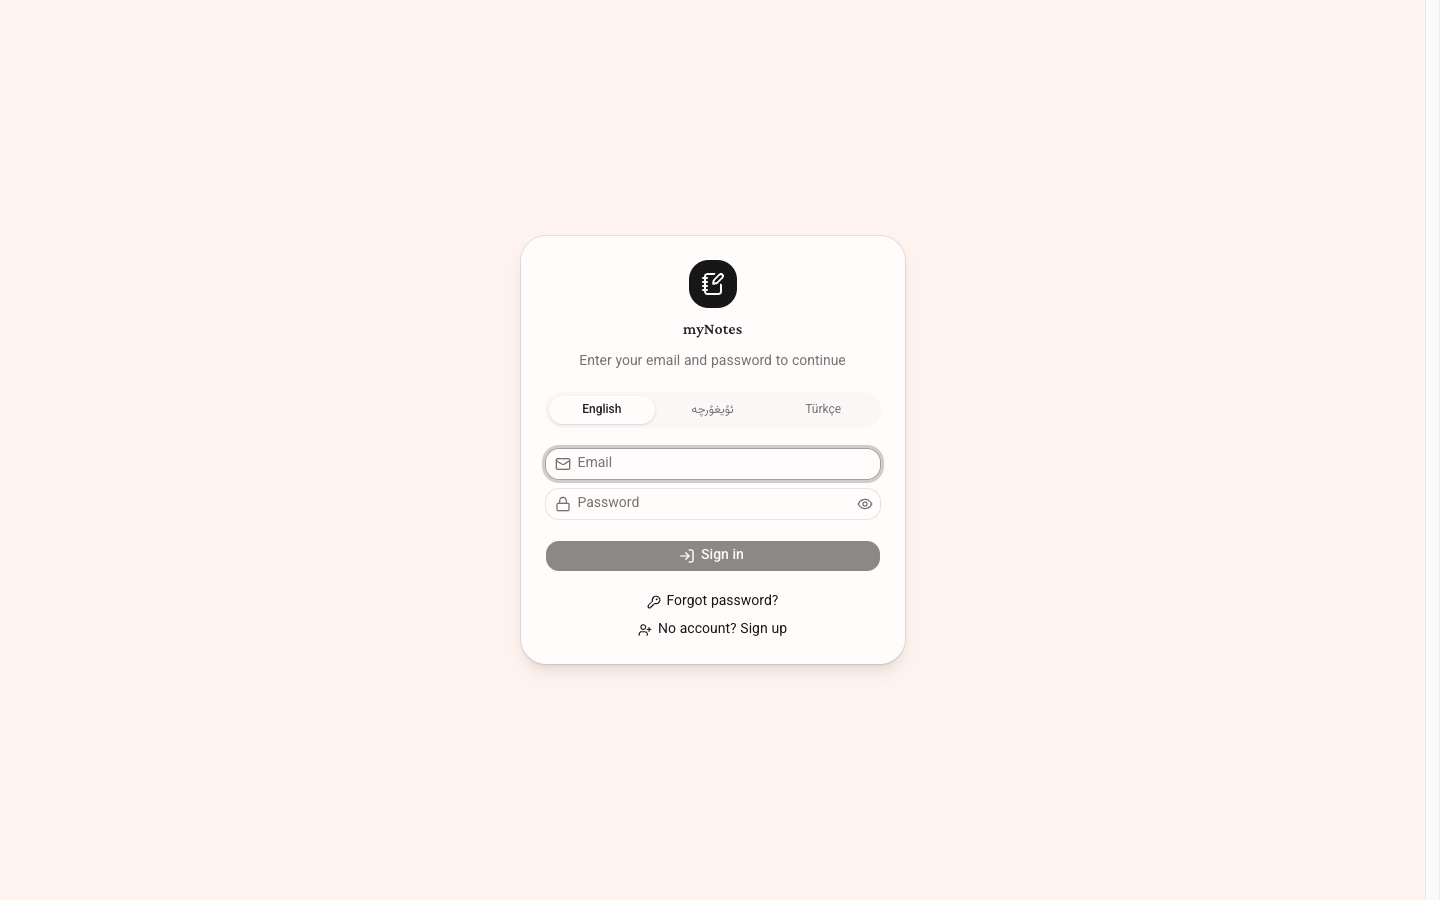 myNotes
Enter your email and password to continue
English
ئۇيغۇرچە
Türkçe
Email
Password
Sign in
Forgot password?
No account? Sign up